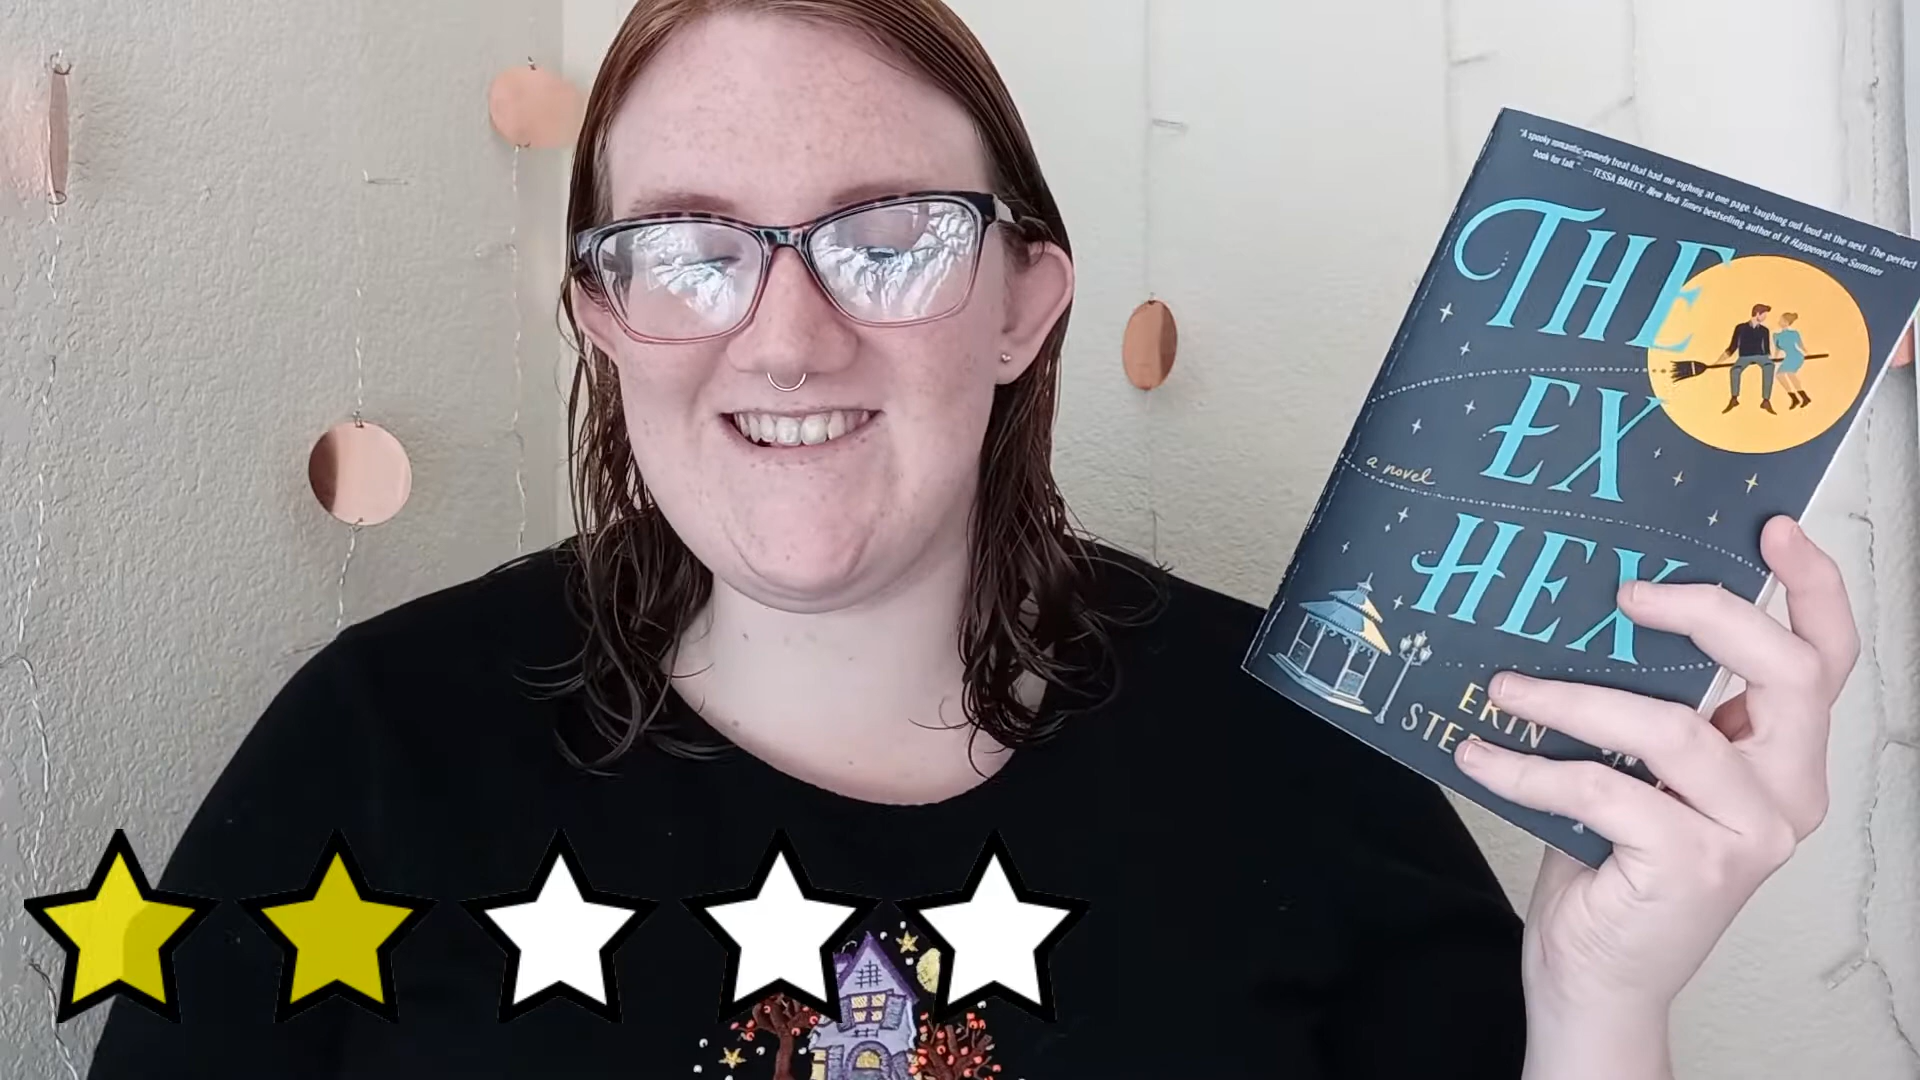 "A spooky romantic-comedy treat that had me sighing at one page, laughing out loud at the next. The perfect
book for fall." —TESSA BAILEY, New York Times bestselling author of It Happened One Summer
THE
EX
a novel
HEX
ERIN